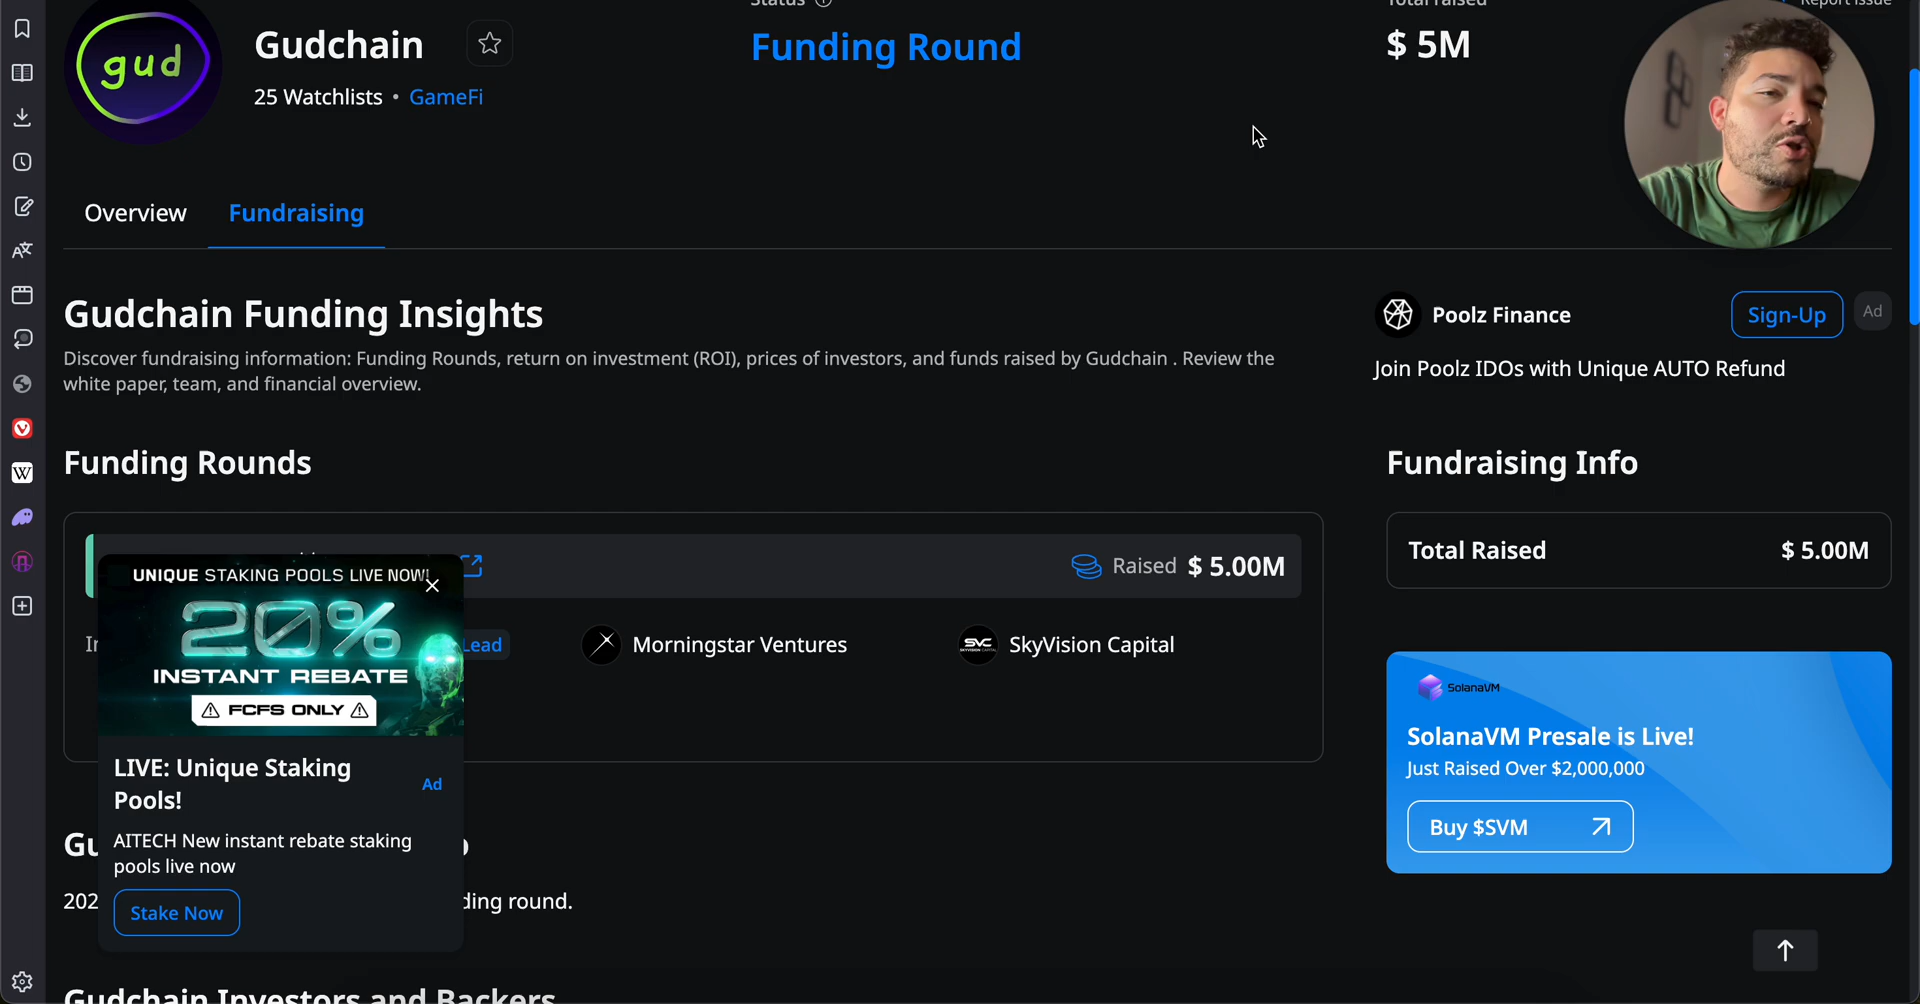 Status
Total raised
Report Issue
gud
Gudchain
Funding Round
$ 5M
25 Watchlists • GameFi
Overview
Fundraising
Gudchain Funding Insights
Discover fundraising information: Funding Rounds, return on investment (ROI), prices of investors, and funds raised by Gudchain . Review the
white paper, team, and financial overview.
Poolz Finance
Sign-Up
Ad
Join Poolz IDOs with Unique AUTO Refund
Funding Rounds
Fundraising Info
Raised $ 5.00M
Total Raised
$ 5.00M
Lead
Morningstar Ventures
SVC
SkyVision Capital
UNIQUE STAKING POOLS LIVE NOW!
20%
INSTANT REBATE
FCFS ONLY
LIVE: Unique Staking
Pools!
Ad
AITECH New instant rebate staking
pools live now
Stake Now
202
ding round.
SolanaVM
SolanaVM Presale is Live!
Just Raised Over $2,000,000
Buy $SVM
Gudchain Investors and Backers
W